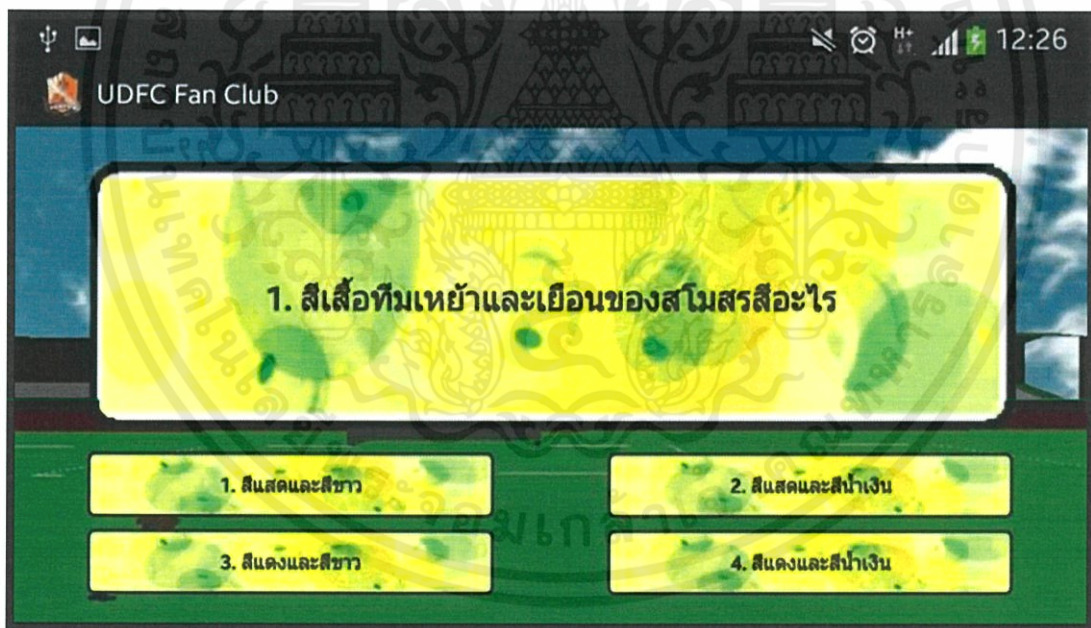 H+
12:26
UDFC Fan Club
1. สีเสื้อทีมเหย้าและเยือนของสโมสรสีอะไร
1. สีแสดและสีขาว
2. สีแสดและสีน้ำเงิน
3. สีแดงและสีขาว
4. สีแดงและสีน้ำเงิน